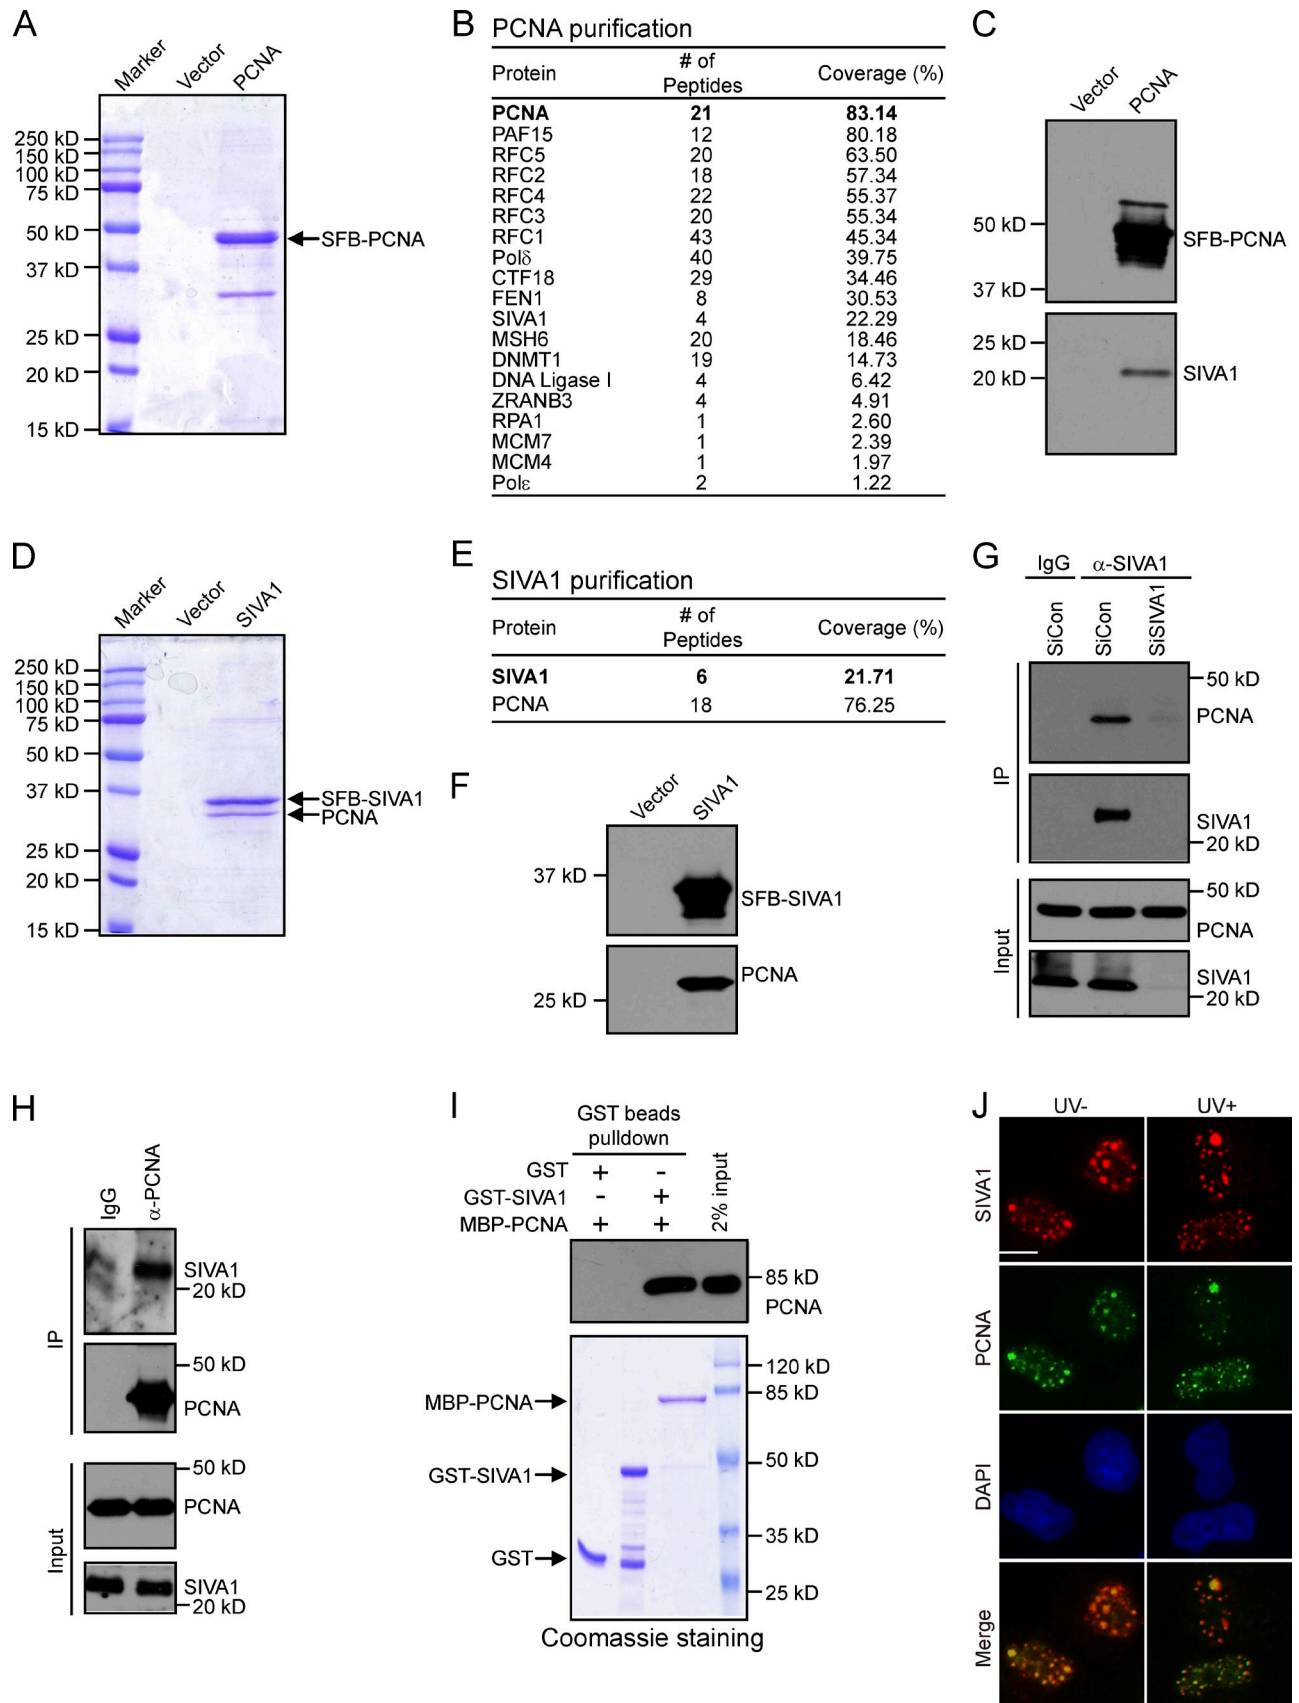 A
Marker
Vector
PCNA
250 kD
150 kD
100 kD
75 kD
50 kD
37 kD
25 kD
20 kD
15 kD
SFB-PCNA
B
PCNA purification
Protein # of Peptides Coverage (%)
PCNA 21 83.14
PAF15 12 80.18
RFC5 20 63.50
RFC2 18 57.34
RFC4 22 55.37
RFC3 20 55.34
RFC1 43 45.34
Polδ 40 39.75
CTF18 29 34.46
FEN1 8 30.53
SIVA1 4 22.29
MSH6 20 18.46
DNMT1 19 14.73
DNA Ligase I 4 6.42
ZRANB3 4 4.91
RPA1 1 2.60
MCM7 1 2.39
MCM4 1 1.97
Polε 2 1.22
C
Vector
PCNA
50 kD
SFB-PCNA
37 kD
25 kD
20 kD
SIVA1
D
Marker
Vector
SIVA1
250 kD
150 kD
100 kD
75 kD
50 kD
37 kD
25 kD
20 kD
15 kD
SFB-SIVA1
PCNA
E
SIVA1 purification
Protein # of Peptides Coverage (%)
SIVA1 6 21.71
PCNA 18 76.25
F
Vector
SIVA1
37 kD
SFB-SIVA1
PCNA
25 kD
G
IgG α-SIVA1
SiCon
SiCon
SiSIVA1
IP
50 kD
PCNA
SIVA1
20 kD
Input
50 kD
PCNA
SIVA1
20 kD
H
IgG
α-PCNA
IP
SIVA1
20 kD
50 kD
PCNA
Input
50 kD
PCNA
SIVA1
20 kD
I
GST beads
pulldown
GST + -
GST-SIVA1 - +
MBP-PCNA + +
2% input
85 kD
PCNA
120 kD
85 kD
MBP-PCNA
50 kD
GST-SIVA1
35 kD
GST
25 kD
Coomassie staining
J
UV- UV+
SIVA1
PCNA
DAPI
Merge